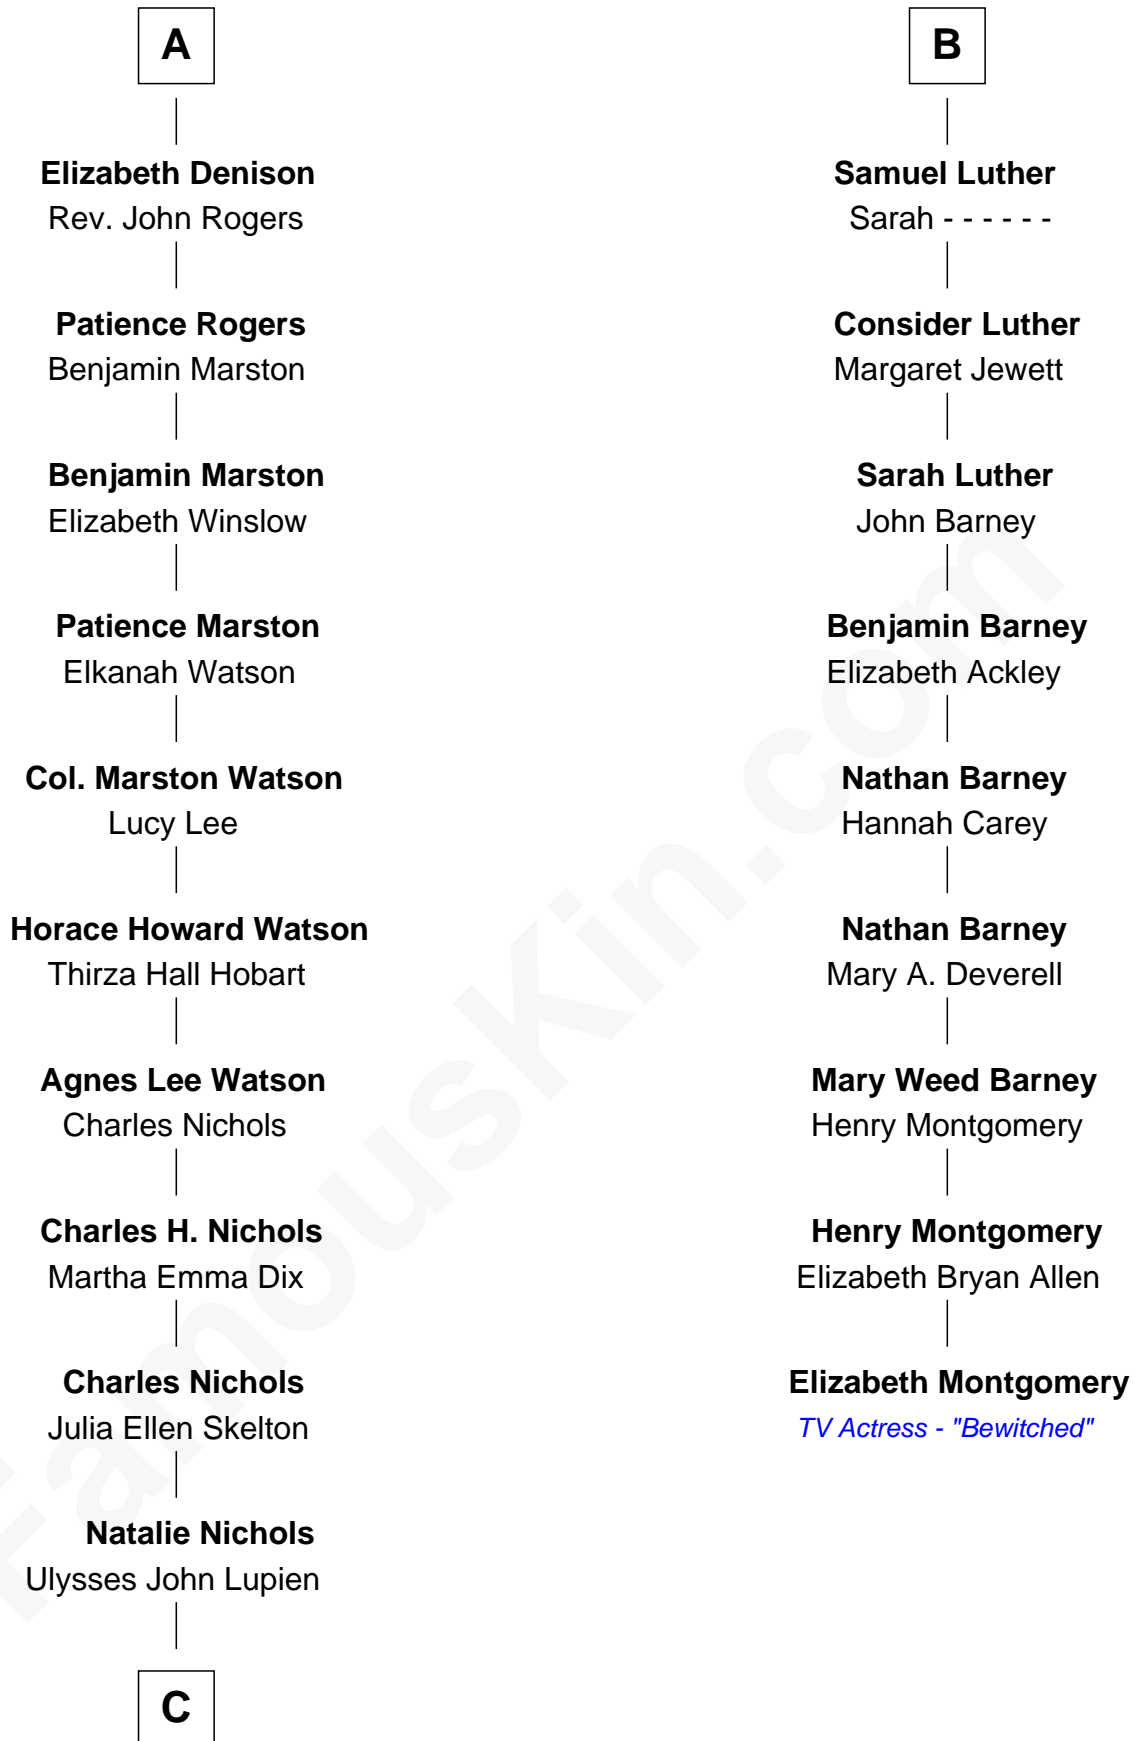 A
Elizabeth Denison
Rev. John Rogers
Patience Rogers
Benjamin Marston
Benjamin Marston
Elizabeth Winslow
Patience Marston
Elkanah Watson
Col. Marston Watson
Lucy Lee
Horace Howard Watson
Thirza Hall Hobart
Agnes Lee Watson
Charles Nichols
Charles H. Nichols
Martha Emma Dix
Charles Nichols
Julia Ellen Skelton
Natalie Nichols
Ulysses John Lupien
C
B
Samuel Luther
Sarah - - - - - -
Consider Luther
Margaret Jewett
Sarah Luther
John Barney
Benjamin Barney
Elizabeth Ackley
Nathan Barney
Hannah Carey
Nathan Barney
Mary A. Deverell
Mary Weed Barney
Henry Montgomery
Henry Montgomery
Elizabeth Bryan Allen
Elizabeth Montgomery
TV Actress - "Bewitched"
FamousKin.com